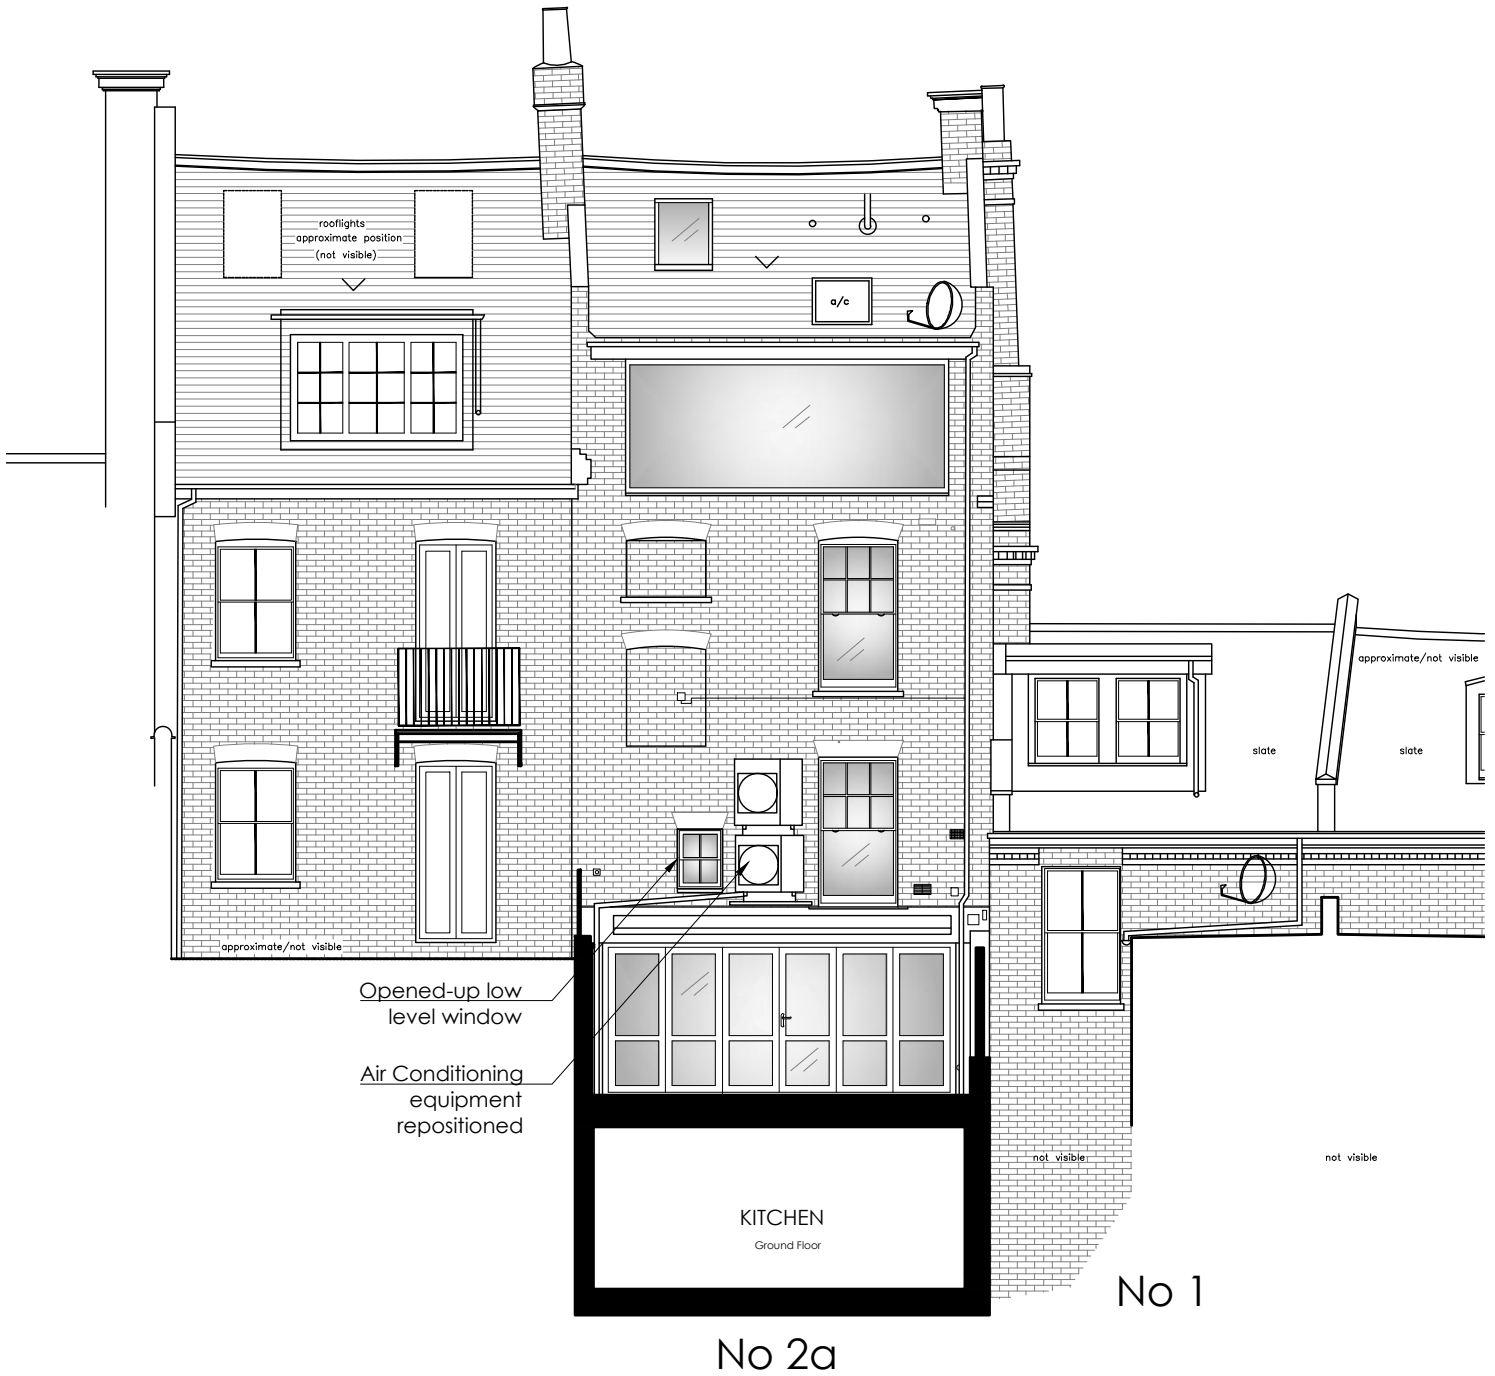 rooflights
approximate position
(not visible)
a/c
approximate/not visible
slate
slate
approximate/not visible
Opened-up low
level window
Air Conditioning
equipment
repositioned
not visible
not visible
KITCHEN
Ground Floor
No 1
No 2a